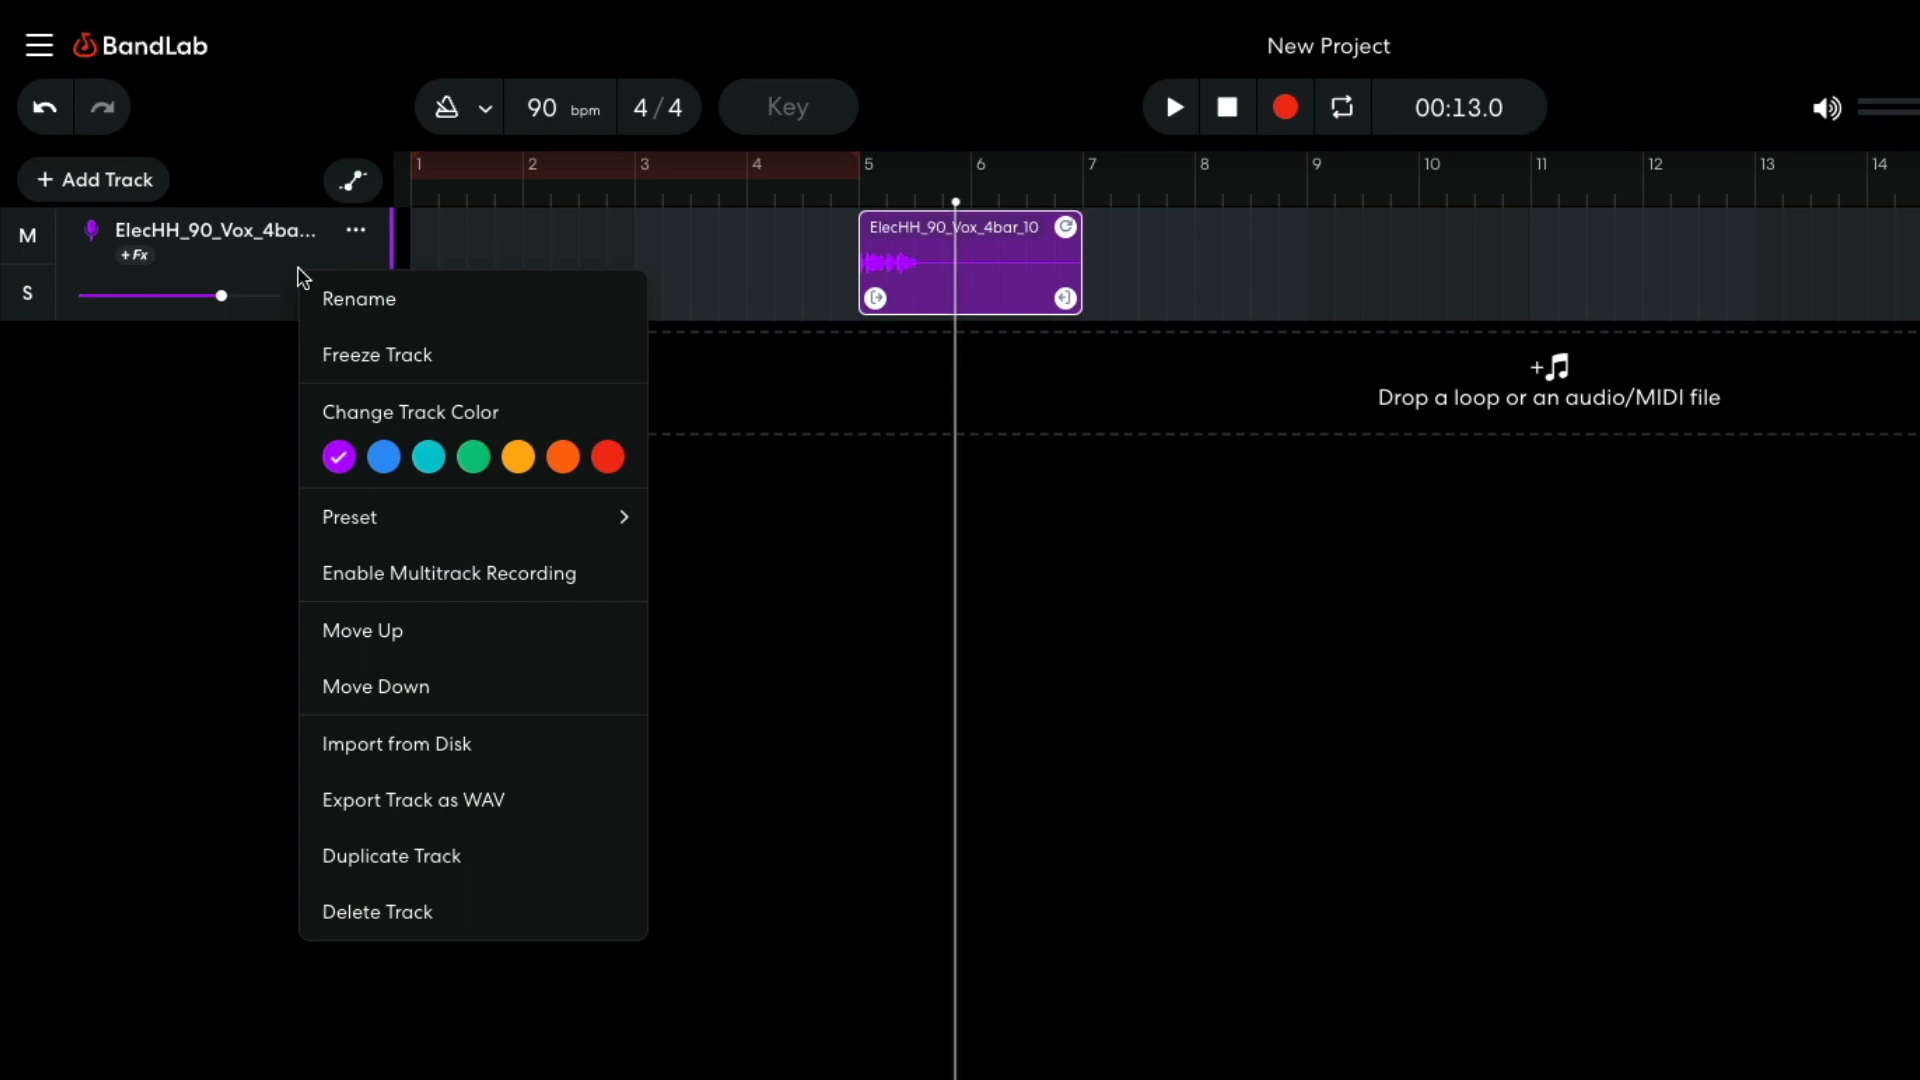 BandLab
New Project
90 bpm
4 / 4
Key
00:13.0
+ Add Track
1 2 3 4 5 6 7 8 9 10 11 12 13 14
M
ElecHH_90_Vox_4ba...
+ Fx
S
ElecHH_90_Vox_4bar_10
Rename
Freeze Track
Change Track Color
Preset
Enable Multitrack Recording
Move Up
Move Down
Import from Disk
Export Track as WAV
Duplicate Track
Delete Track
Drop a loop or an audio/MIDI file